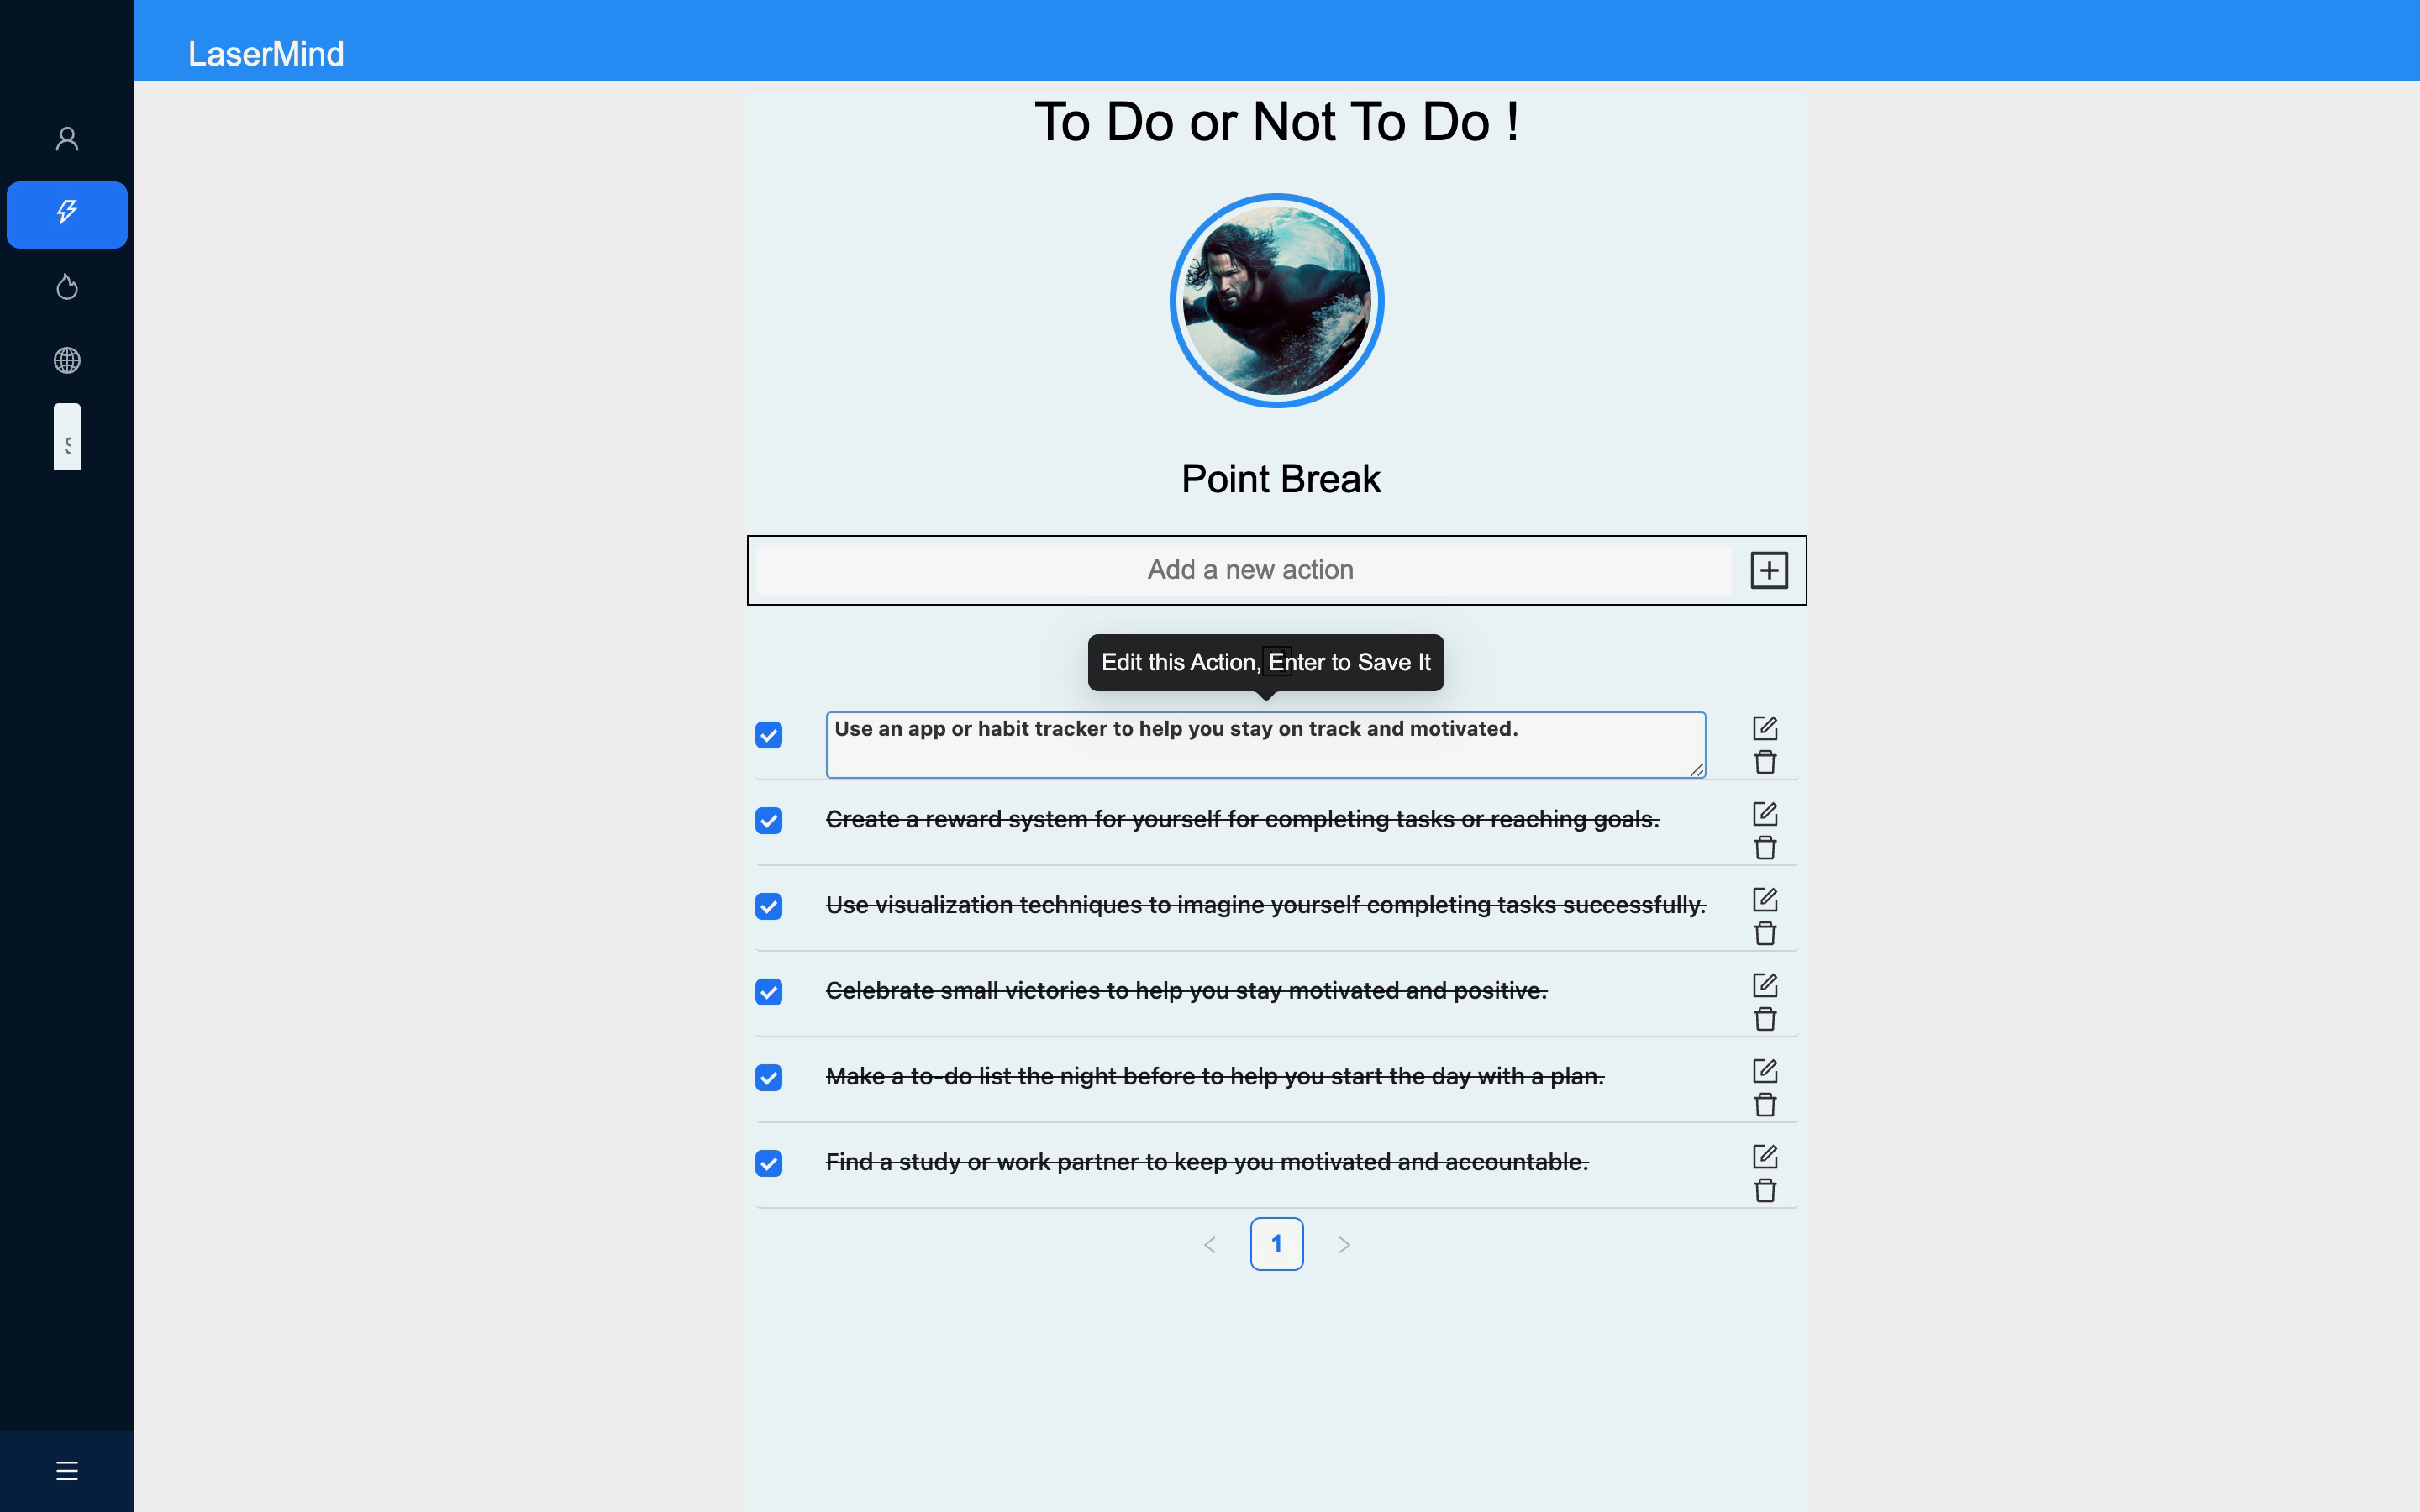 LaserMind
To Do or Not To Do !
Point Break
Add a new action
Edit this Action, Enter to Save It
Use an app or habit tracker to help you stay on track and motivated.
Create a reward system for yourself for completing tasks or reaching goals.
Use visualization techniques to imagine yourself completing tasks successfully.
Celebrate small victories to help you stay motivated and positive.
Make a to-do list the night before to help you start the day with a plan.
Find a study or work partner to keep you motivated and accountable.
< 1 >